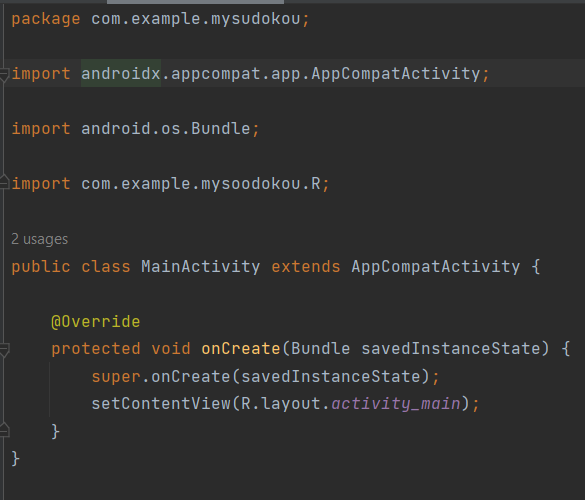 package com.example.mysudokou;
import androidx.appcompat.app.AppCompatActivity;
import android.os.Bundle;
import com.example.mysoodokou.R;
2 usages
public class MainActivity extends AppCompatActivity {
@Override
protected void onCreate(Bundle savedInstanceState) {
super.onCreate(savedInstanceState);
setContentView(R.layout.activity_main);
}
}